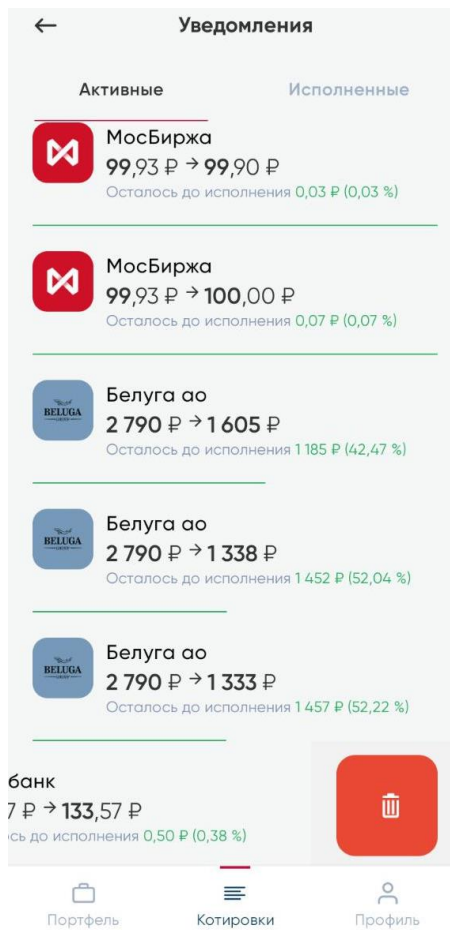 Уведомления
Активные
Исполненные
МосБиржа
99,93 ₽ → 99,90 ₽
Осталось до исполнения 0,03 ₽ (0,03 %)
МосБиржа
99,93 ₽ → 100,00 ₽
Осталось до исполнения 0,07 ₽ (0,07 %)
Белуга ао
BELUGA
GROUP
2 790 ₽ → 1 605 ₽
Осталось до исполнения 1 185 ₽ (42,47 %)
Белуга ао
BELUGA
GROUP
2 790 ₽ → 1 338 ₽
Осталось до исполнения 1 452 ₽ (52,04 %)
Белуга ао
BELUGA
GROUP
2 790 ₽ → 1 333 ₽
Осталось до исполнения 1 457 ₽ (52,22 %)
банк
7 ₽ → 133,57 ₽
сь до исполнения 0,50 ₽ (0,38 %)
Портфель
Котировки
Профиль